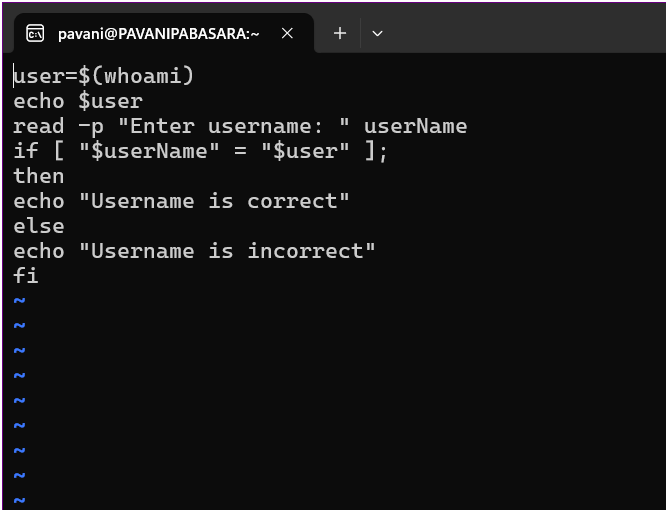 pavani@PAVANIPABASARA:~
user=$(whoami)
echo $user
read -p "Enter username: " userName
if [ "$userName" = "$user" ];
then
echo "Username is correct"
else
echo "Username is incorrect"
fi
~
~
~
~
~
~
~
~
~